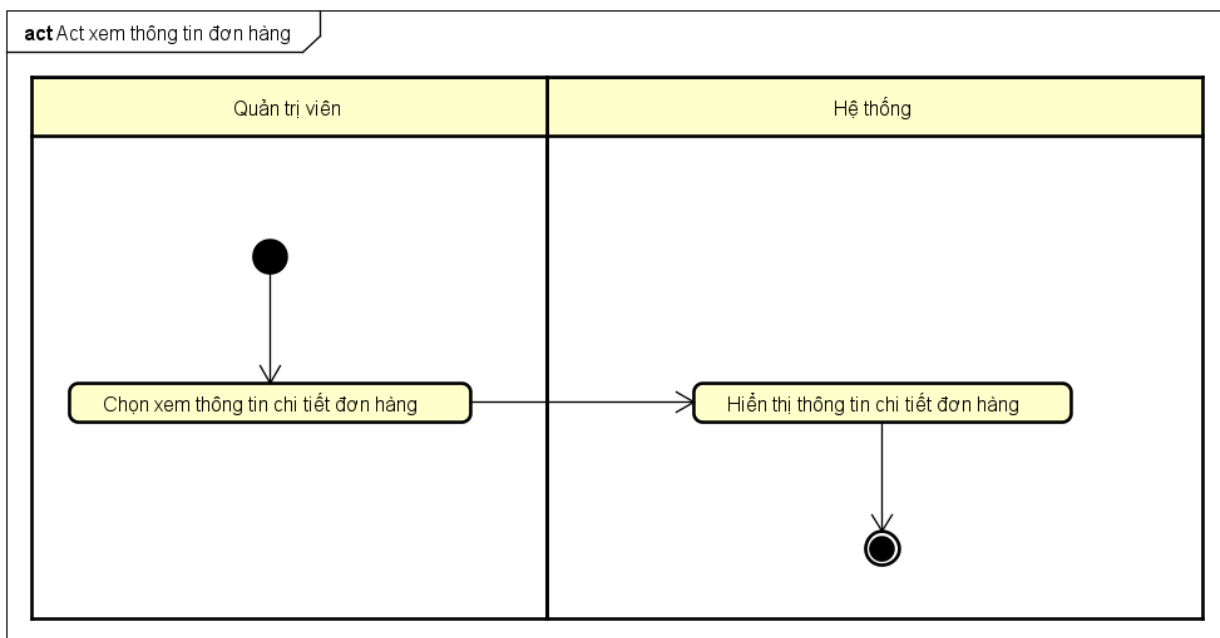 act Act xem thông tin đơn hàng
Quản trị viên
Hệ thống
Chọn xem thông tin chi tiết đơn hàng
Hiển thị thông tin chi tiết đơn hàng